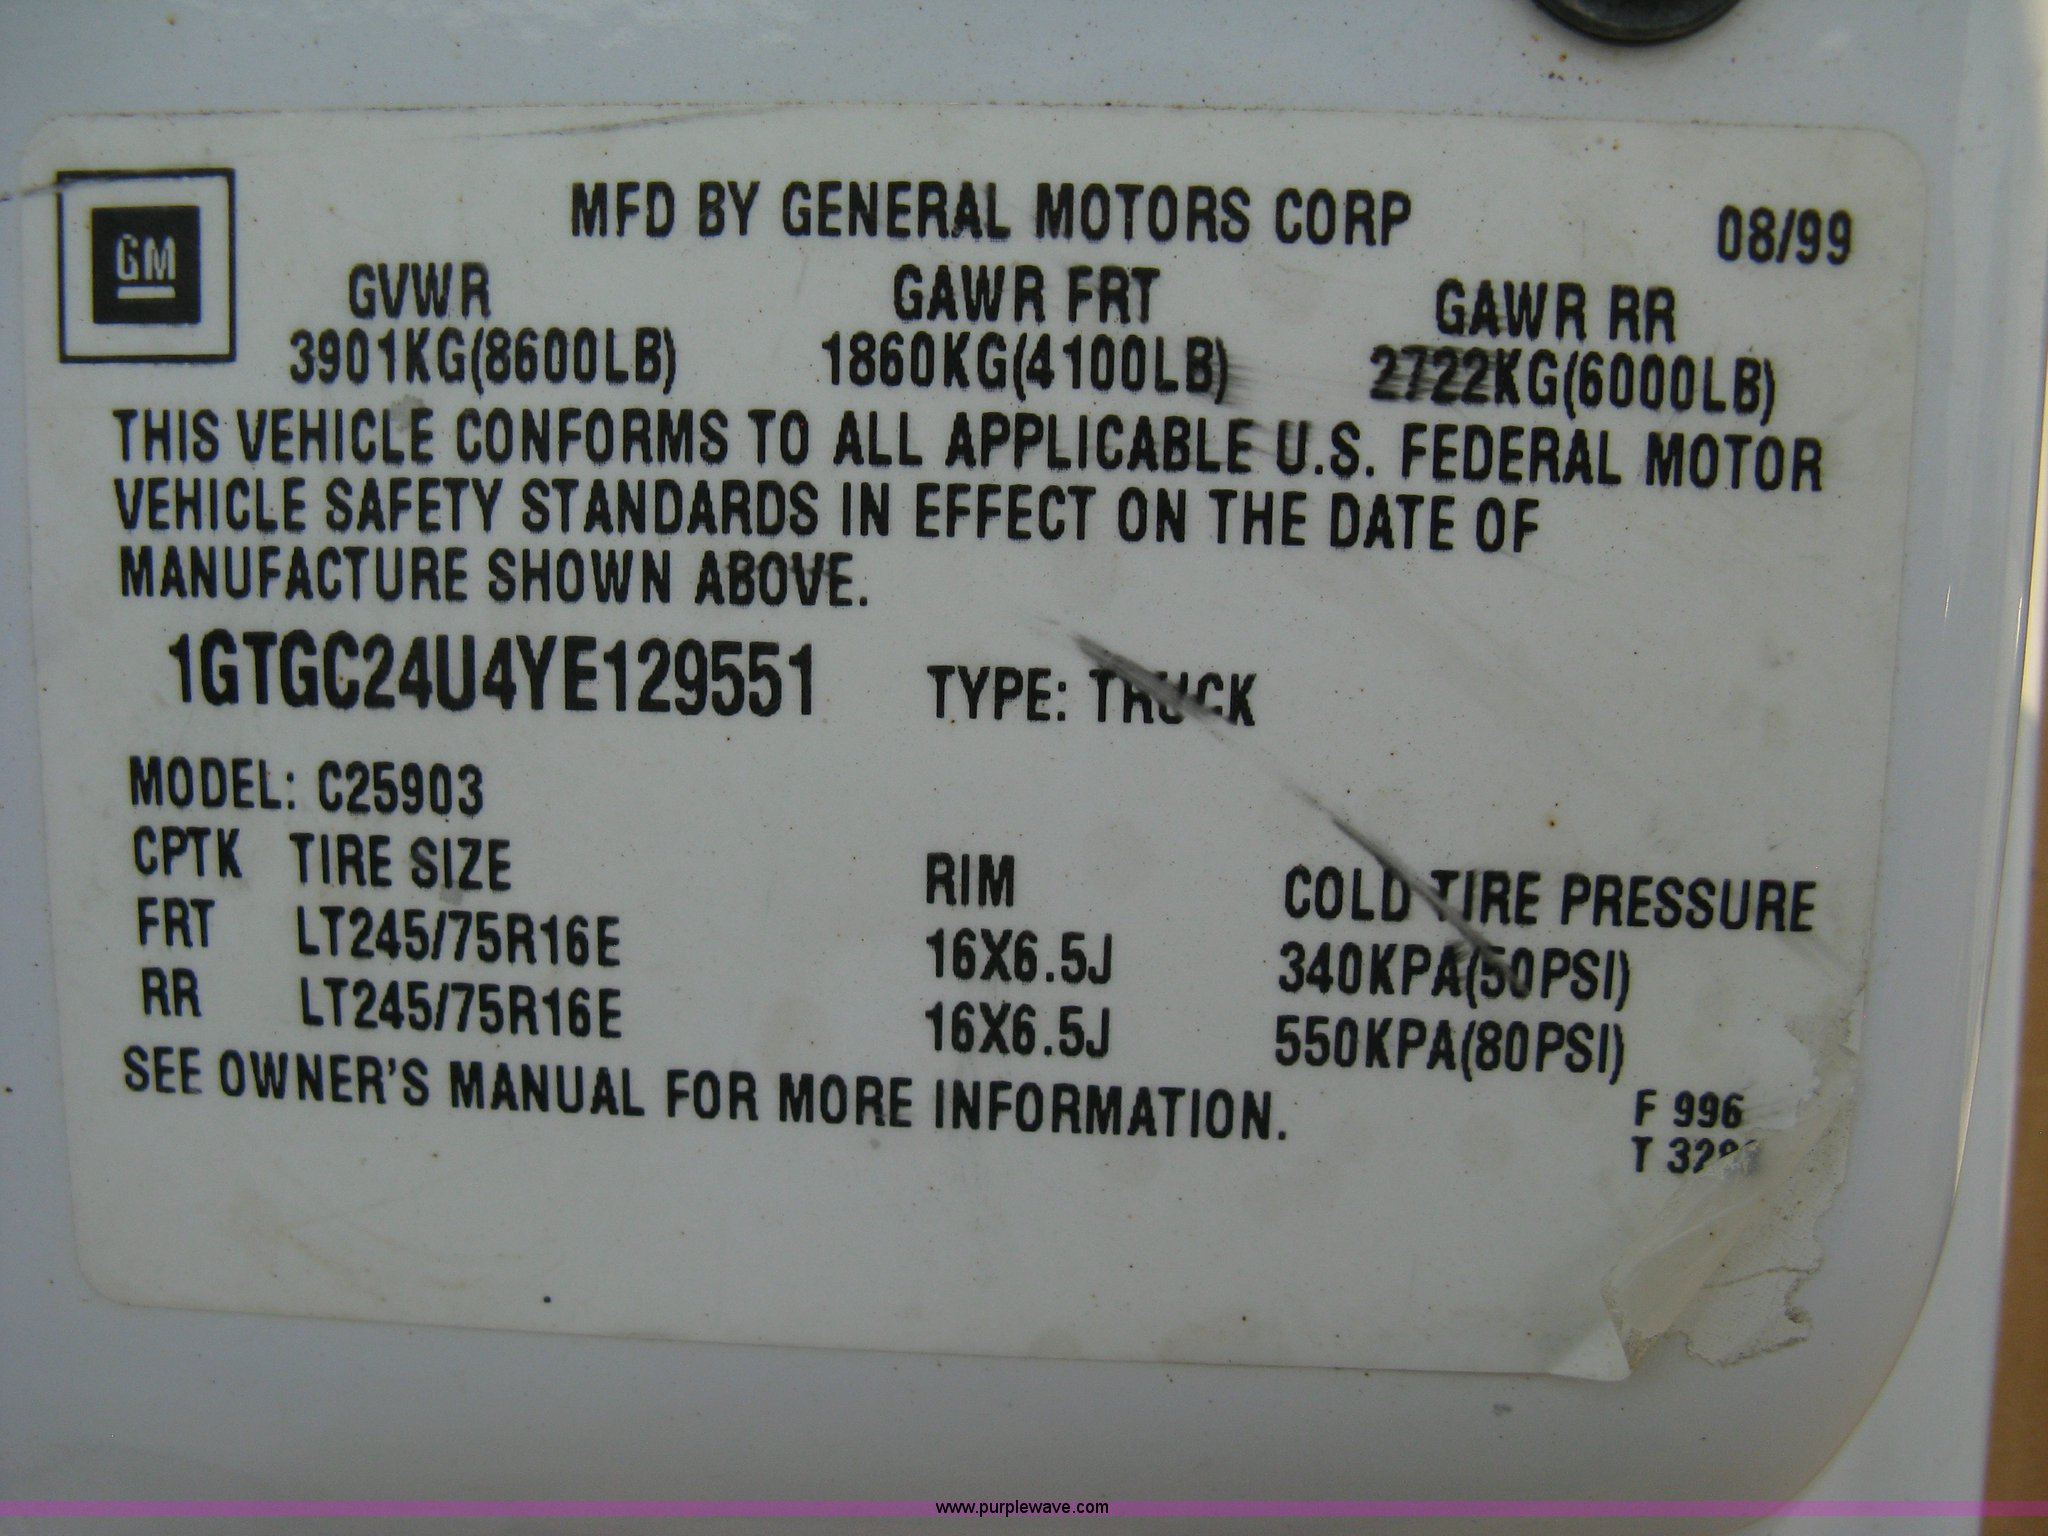 GM
MFD BY GENERAL MOTORS CORP 08/99
GVWR GAWR FRT GAWR RR
3901KG(8600LB) 1860KG(4100LB) 2722KG(6000LB)
THIS VEHICLE CONFORMS TO ALL APPLICABLE U.S. FEDERAL MOTOR
VEHICLE SAFETY STANDARDS IN EFFECT ON THE DATE OF
MANUFACTURE SHOWN ABOVE.
1GTGC24U4YE129551 TYPE: TRUCK
MODEL: C25903
CPTK TIRE SIZE RIM COLD TIRE PRESSURE
FRT LT245/75R16E 16X6.5J 340KPA(50PSI)
RR LT245/75R16E 16X6.5J 550KPA(80PSI)
SEE OWNER'S MANUAL FOR MORE INFORMATION.
F 996
T
www.purplewave.com